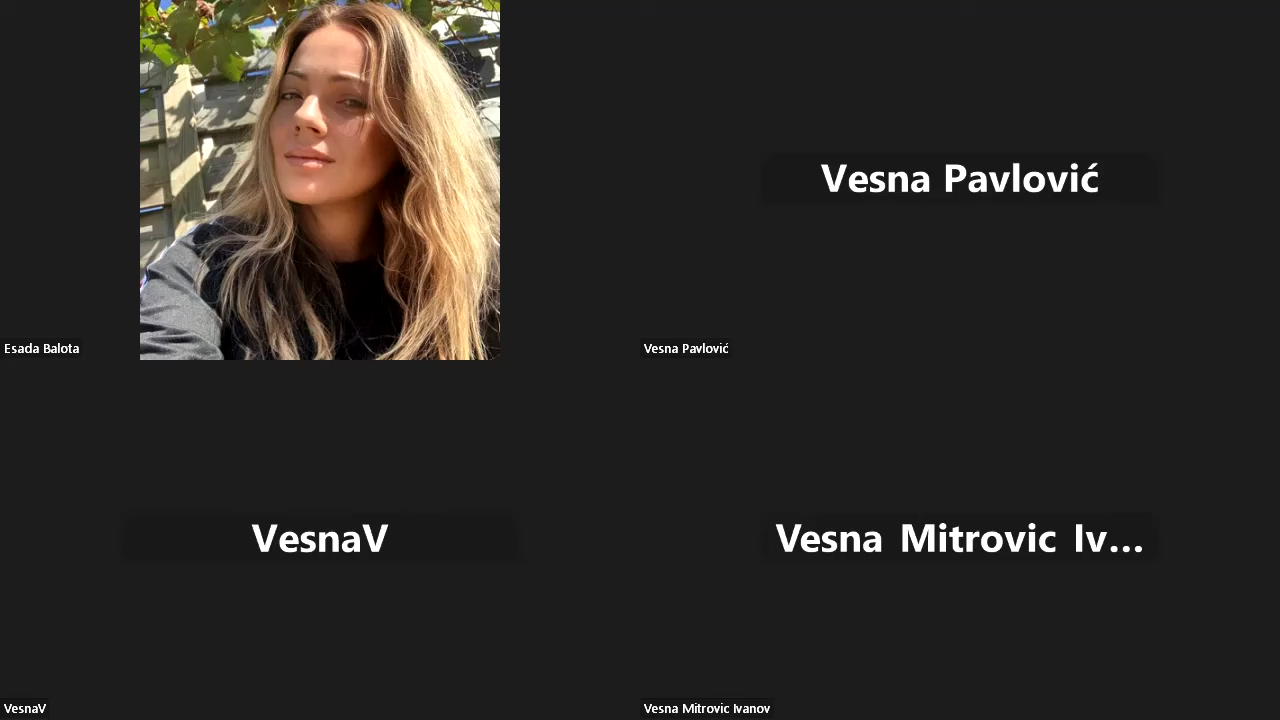 Vesna Pavlović
Esada Balota
Vesna Pavlović
VesnaV
Vesna Mitrovic Iv...
VesnaV
Vesna Mitrovic Ivanov